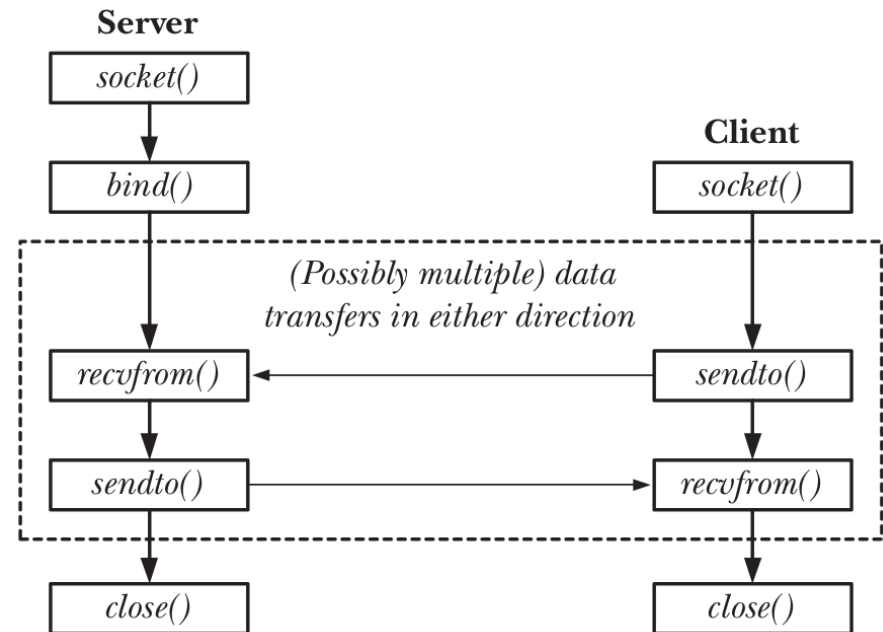 Server
socket()
Client
bind()
socket()
(Possibly multiple) data
transfers in either direction
recvfrom()
sendto()
sendto()
recvfrom()
close()
close()